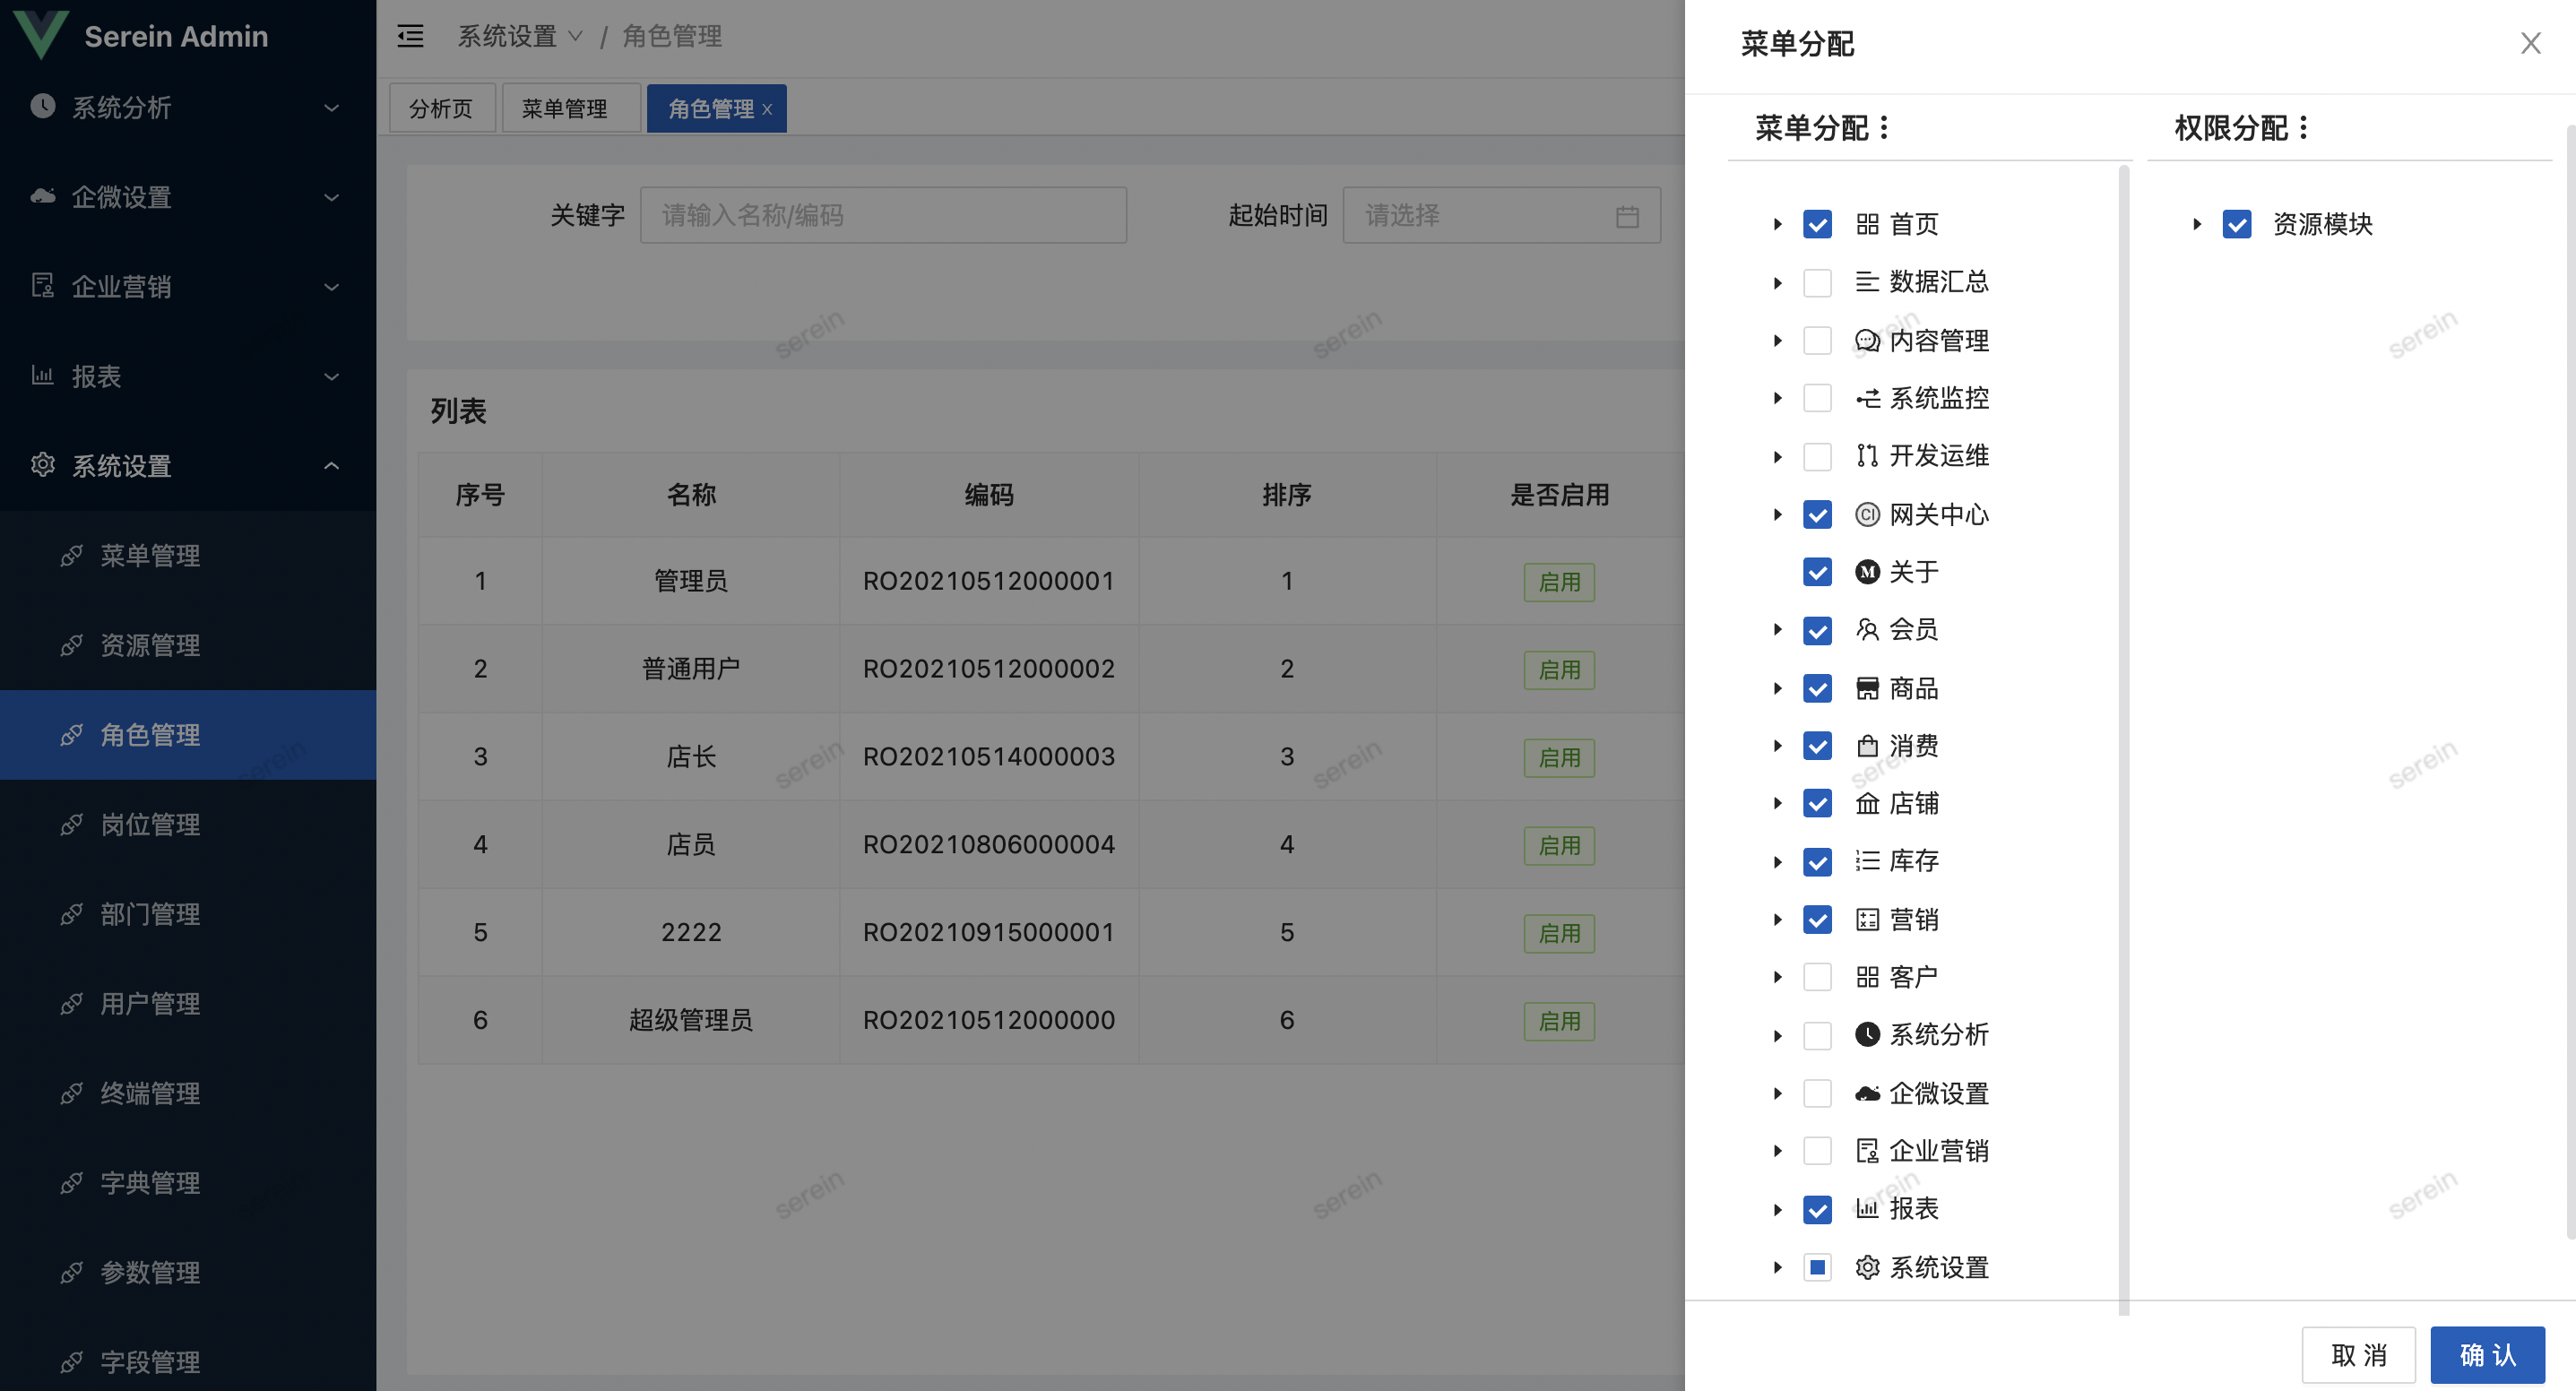 Serein Admin
系统分析
企微设置
企业营销
报表
系统设置
菜单管理
资源管理
角色管理
岗位管理
部门管理
用户管理
终端管理
字典管理
参数管理
字段管理
系统设置 / 角色管理
分析页 菜单管理 角色管理 x
关键字 请输入名称/编码 起始时间 请选择
列表
序号 名称 编码 排序 是否启用
1 管理员 RO20210512000001 1 启用
2 普通用户 RO20210512000002 2 启用
3 店长 RO20210514000003 3 启用
4 店员 RO20210806000004 4 启用
5 2222 RO20210915000001 5 启用
6 超级管理员 RO20210512000000 6 启用
菜单分配
菜单分配：
首页
数据汇总
内容管理
系统监控
开发运维
网关中心
关于
会员
商品
消费
店铺
库存
营销
客户
系统分析
企微设置
企业营销
报表
系统设置
权限分配：
资源模块
取 消 确 认
serein
serein
serein
serein
serein
serein
serein
serein
serein
serein
serein
serein
serein